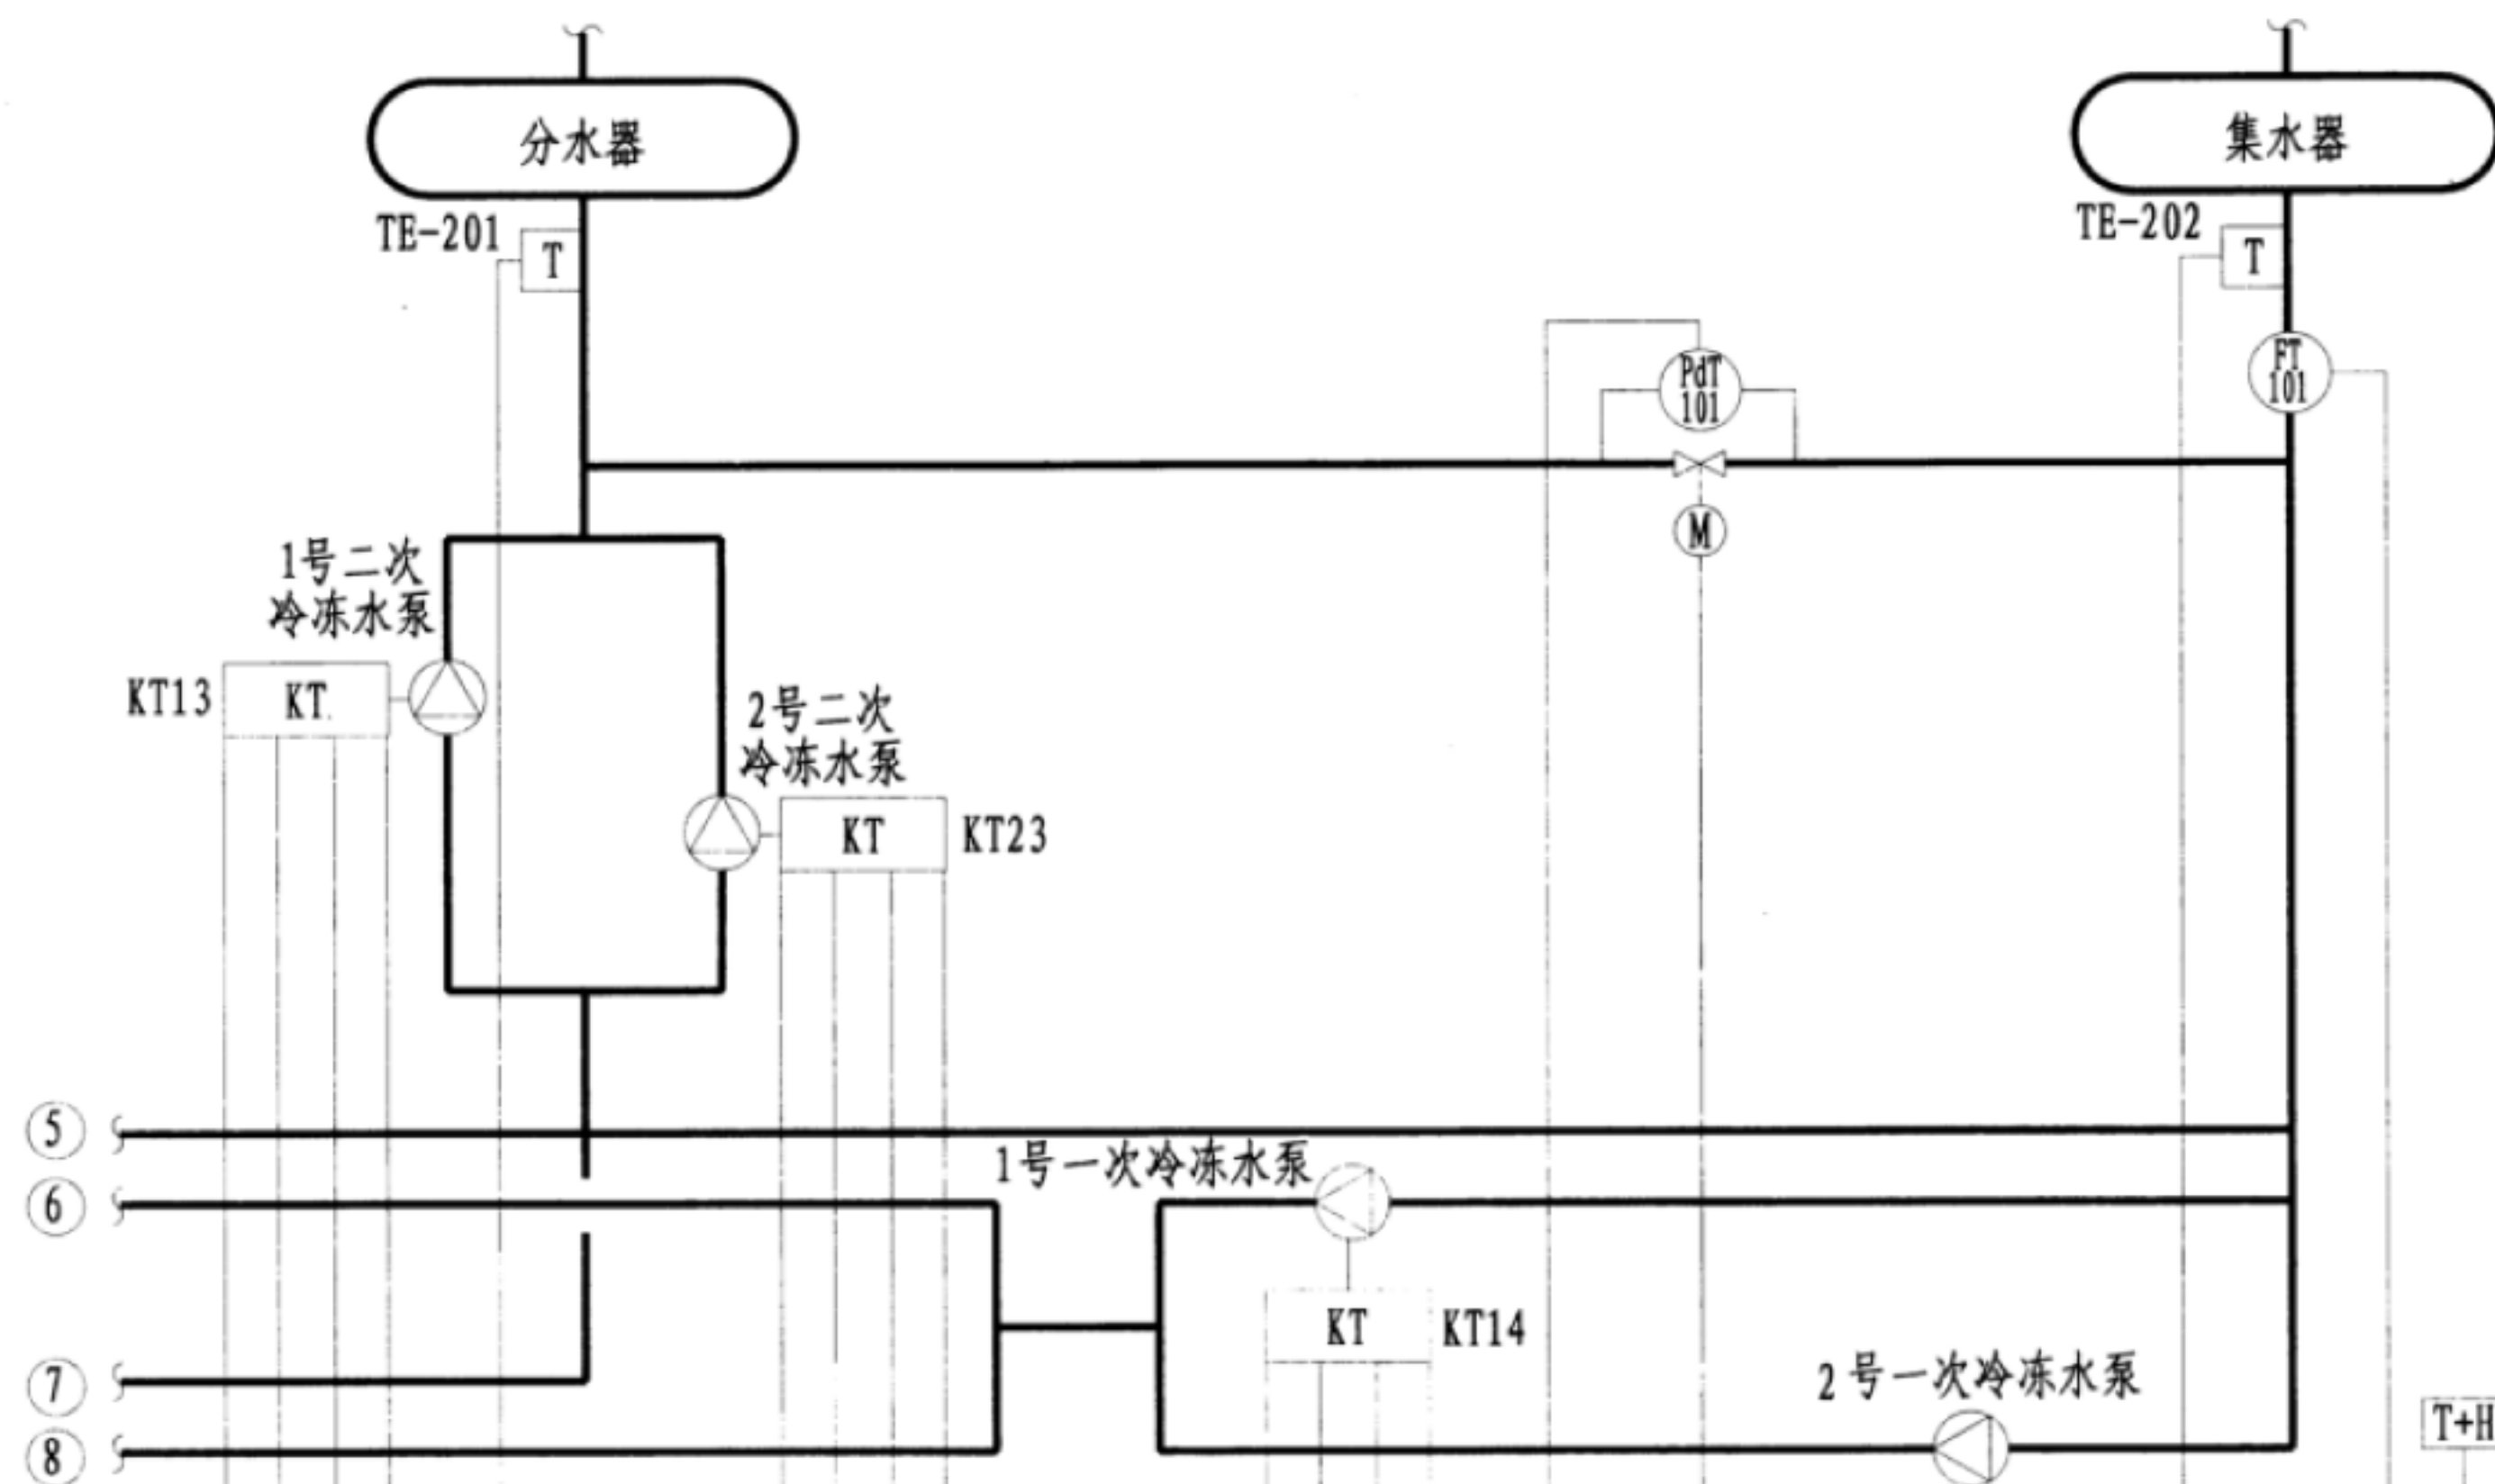 分水器
集水器
TE-201
T
TE-202
T
PdT
101
FT
101
M
1号二次
冷冻水泵
KT13
KT
2号二次
冷冻水泵
KT
KT23
5
1号一次冷冻水泵
6
KT
KT14
7
2号一次冷冻水泵
8
T+H